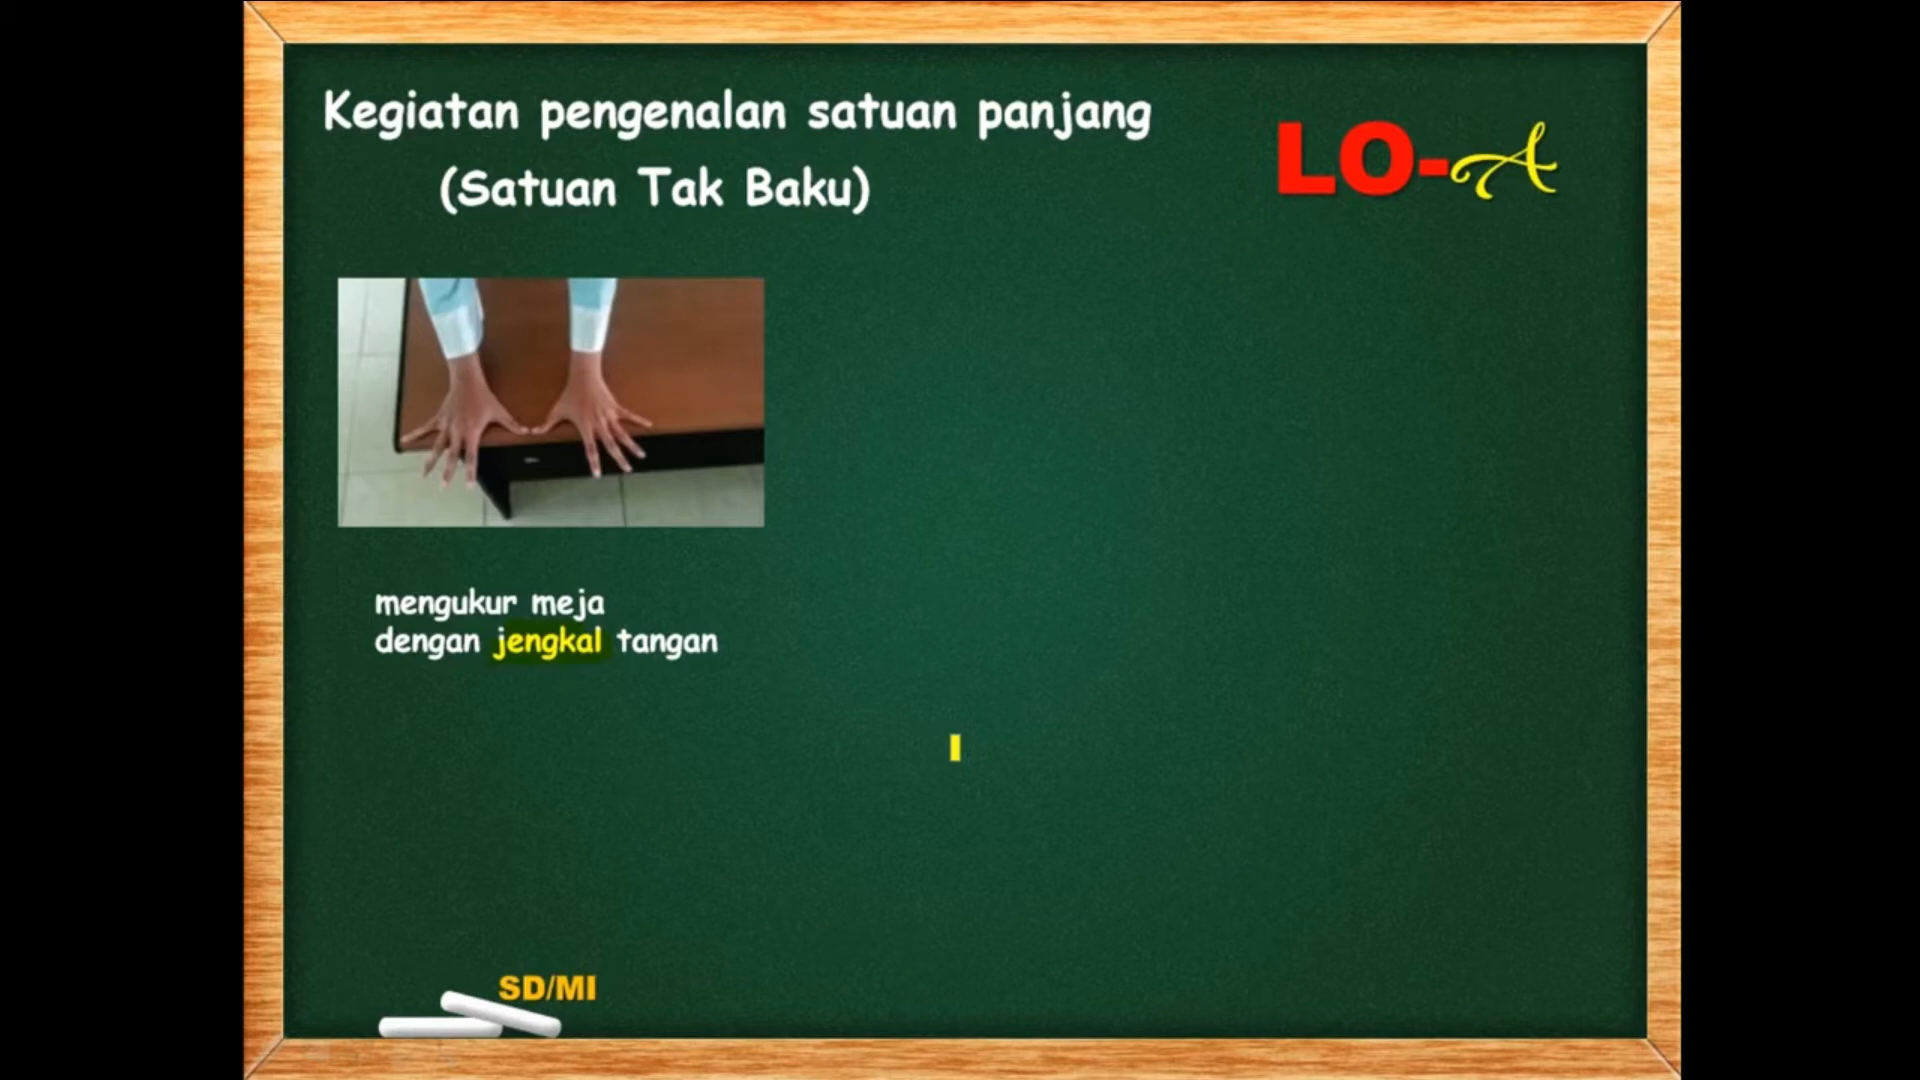 Kegiatan pengenalan satuan panjang
(Satuan Tak Baku)
LO-A
mengukur meja
dengan jengkal tangan
SD/MI